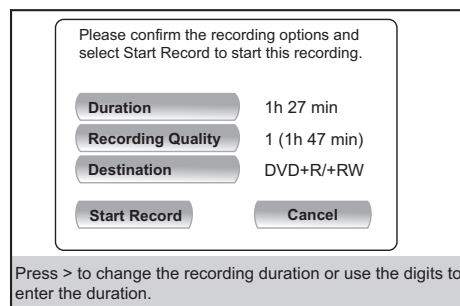 Please confirm the recording options and
select Start Record to start this recording.
Duration 1h 27 min
Recording Quality 1 (1h 47 min)
Destination DVD+R/+RW
Start Record Cancel
Press > to change the recording duration or use the digits to
enter the duration.